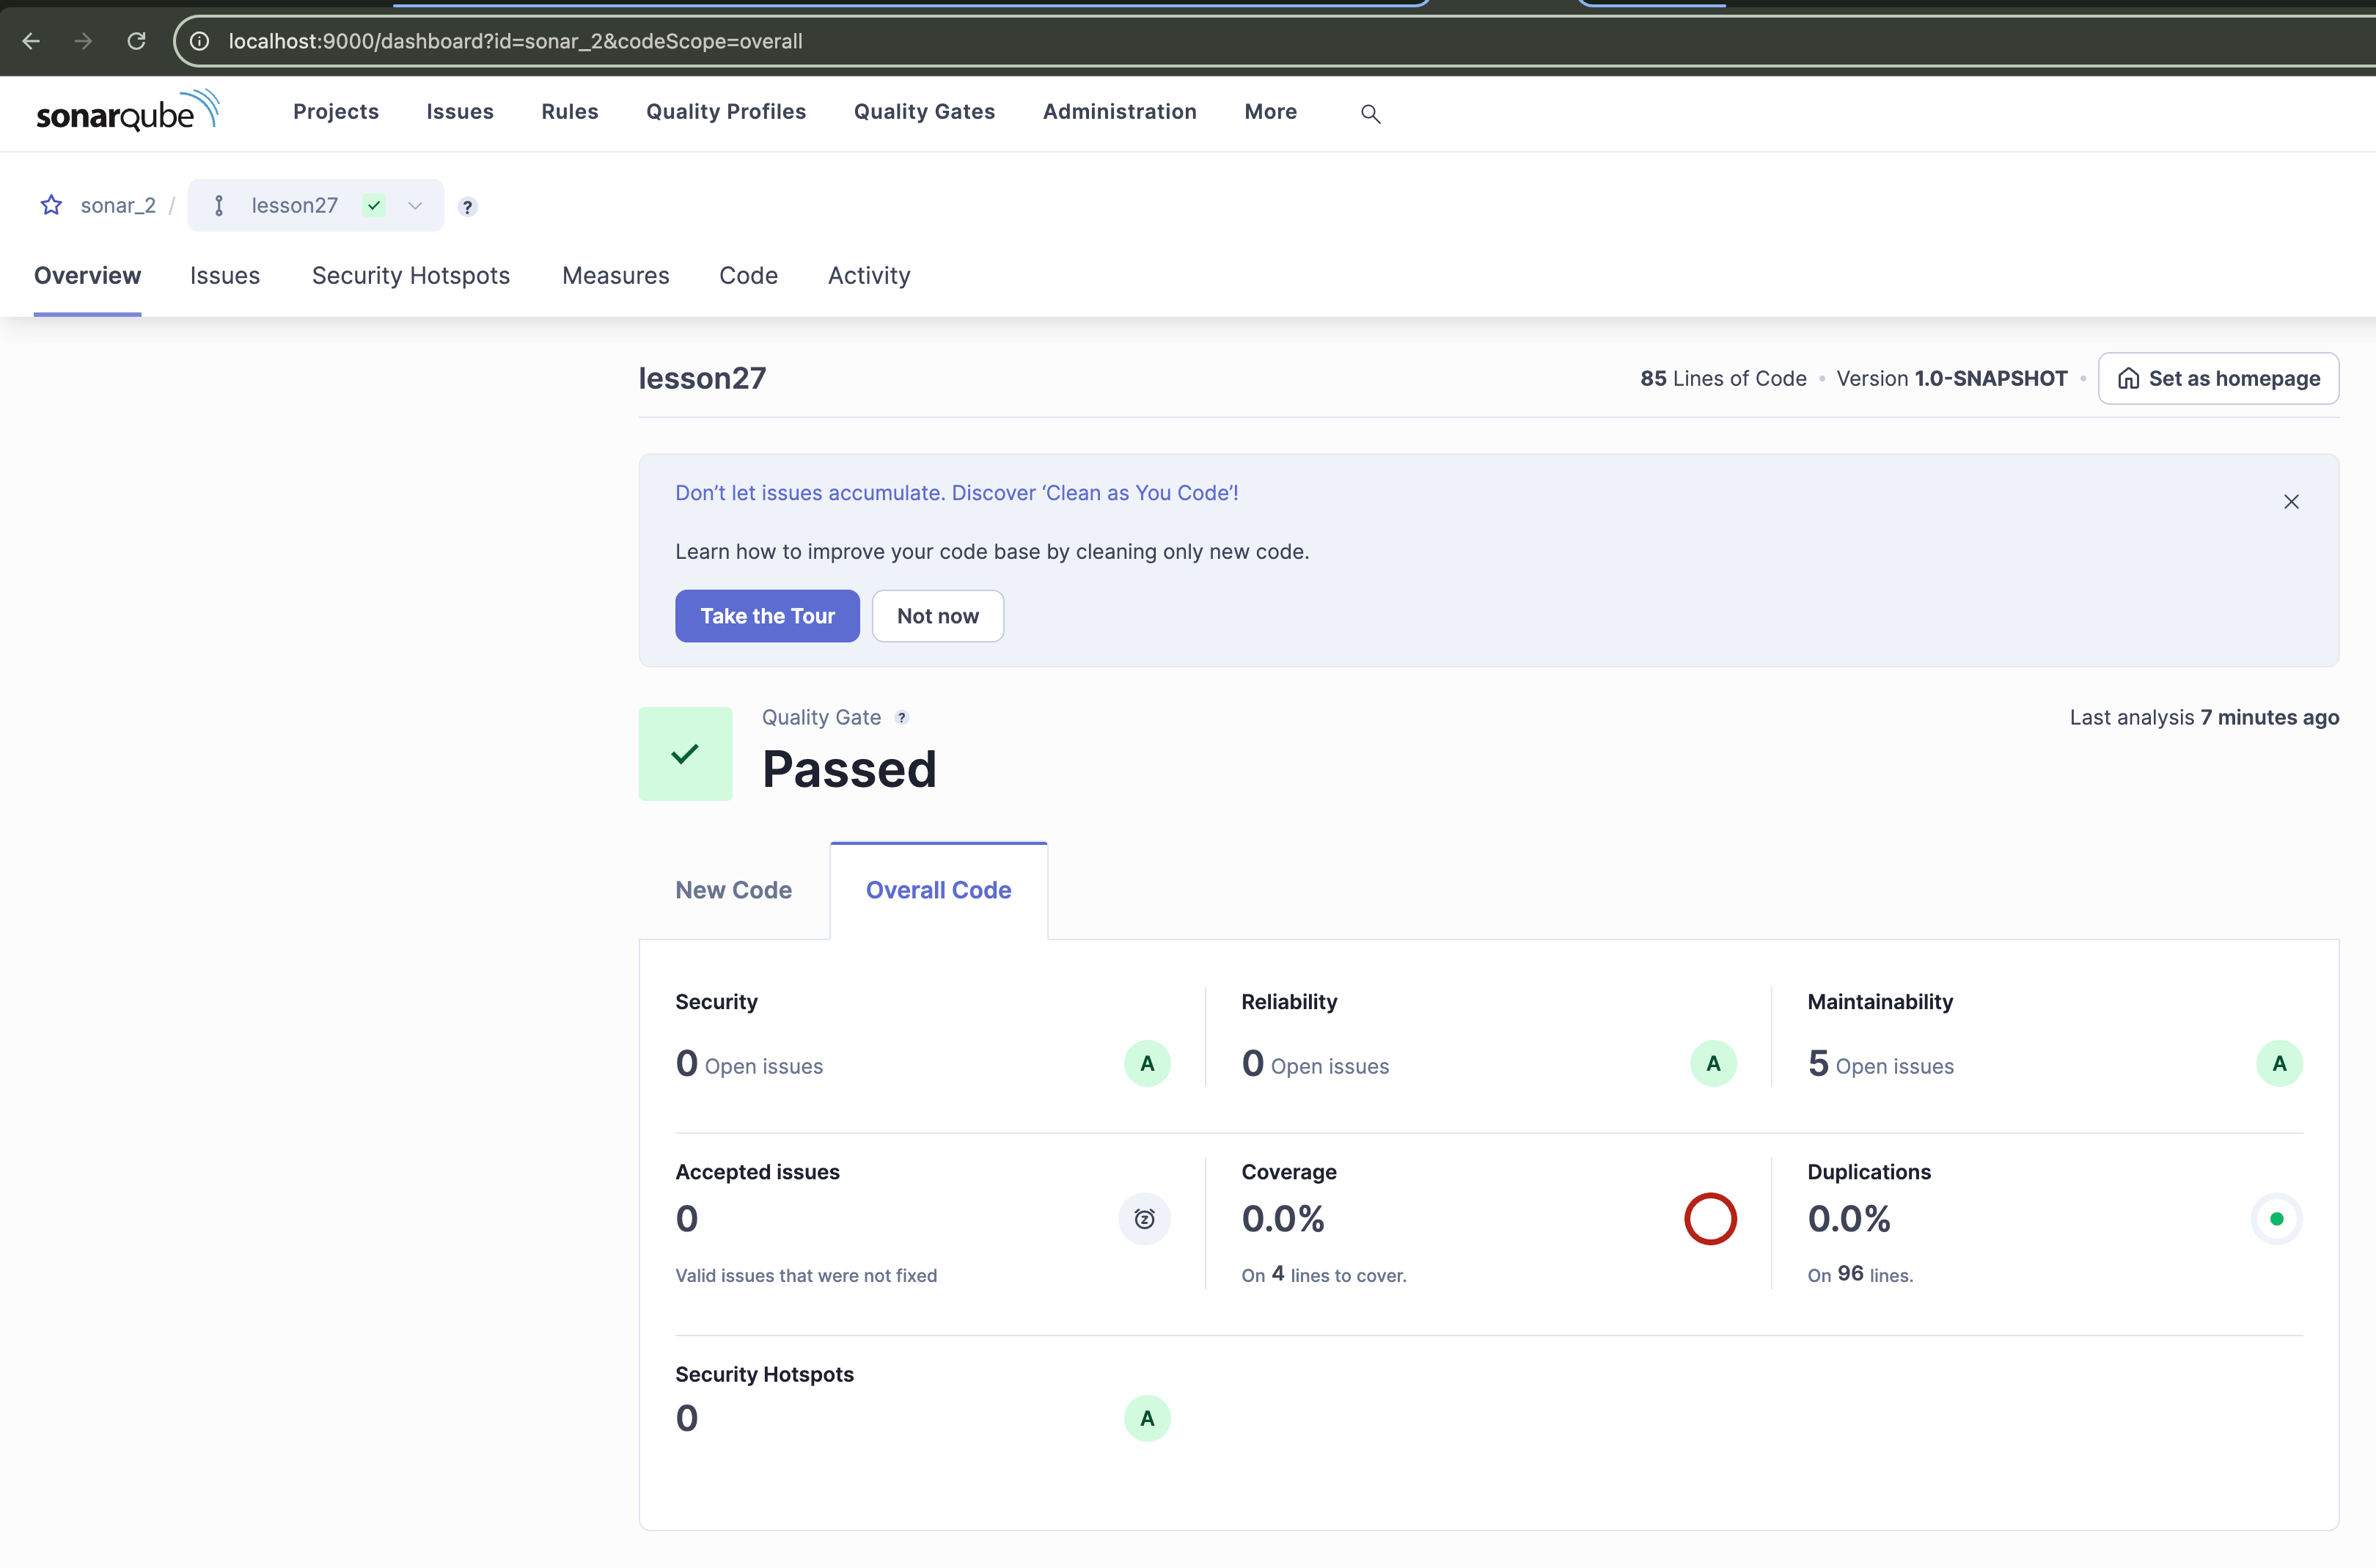 localhost:9000/dashboard?id=sonar_2&codeScope=overall
sonarqube Projects Issues Rules Quality Profiles Quality Gates Administration More
sonar_2 / lesson27 ?
Overview Issues Security Hotspots Measures Code Activity
lesson27 85 Lines of Code • Version 1.0-SNAPSHOT • Set as homepage
Don’t let issues accumulate. Discover ‘Clean as You Code’!
Learn how to improve your code base by cleaning only new code.
Take the Tour Not now
Quality Gate ? Last analysis 7 minutes ago
Passed
New Code Overall Code
Security Reliability Maintainability
0 Open issues A 0 Open issues A 5 Open issues A
Accepted issues Coverage Duplications
0 0.0% 0.0%
Valid issues that were not fixed On 4 lines to cover. On 96 lines.
Security Hotspots
0 A